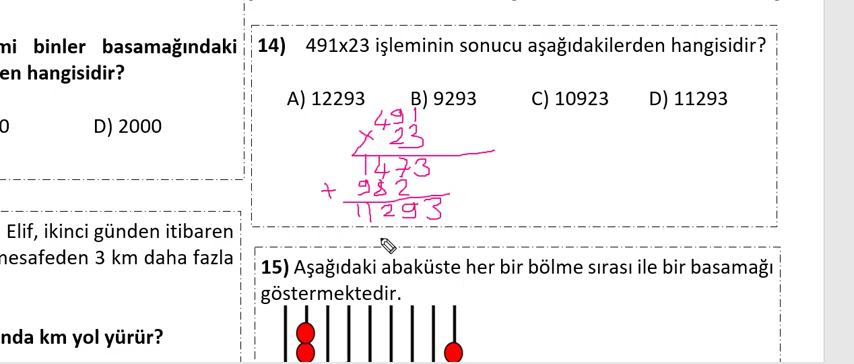 mi binler basamağındaki
en hangisidir?
0 D) 2000
Elif, ikinci günden itibaren
nesafeden 3 km daha fazla
nda km yol yürür?
14) 491x23 işleminin sonucu aşağıdakilerden hangisidir?
A) 12293 B) 9293 C) 10923 D) 11293
491
x 23
1473
+ 982
11293
15) Aşağıdaki abaküste her bir bölme sırası ile bir basamağı
göstermektedir.